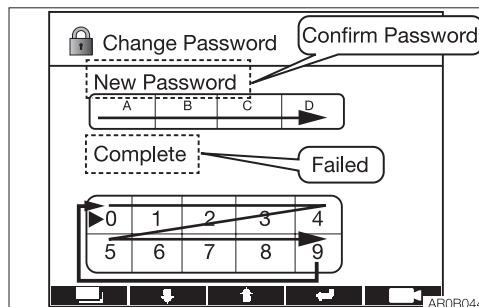 Change Password
Confirm Password
New Password
A B C D
Complete
Failed
0 1 2 3 4
5 6 7 8 9
AR0B044